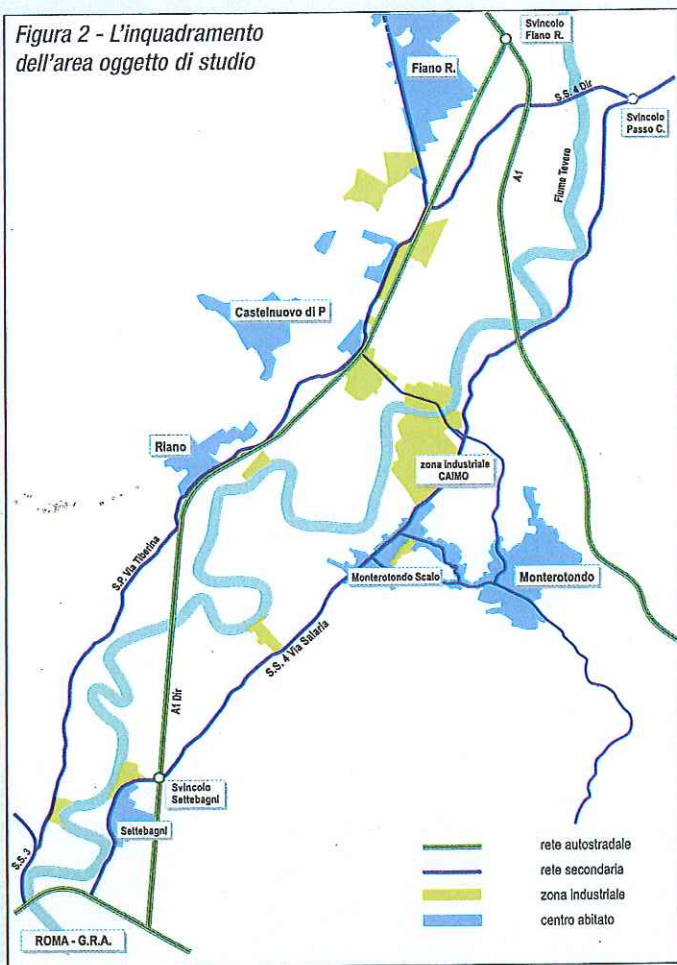 Figura 2 - L'inquadramento
dell'area oggetto di studio
Svincolo
Fiano R.
Fiano R.
S.S. 4 Dir
Svincolo
Passo C.
A1
Fiume Tevere
Castelnuovo di P
Riano
zona industriale
CAIMO
S.P. Via Tiberina
Monterotondo Scalo
Monterotondo
S.S. 4 Via Salaria
A1 Dir
Svincolo
Settebagni
Settebagni
S.S. 3
ROMA - G.R.A.
rete autostradale
rete secondaria
zona industriale
centro abitato